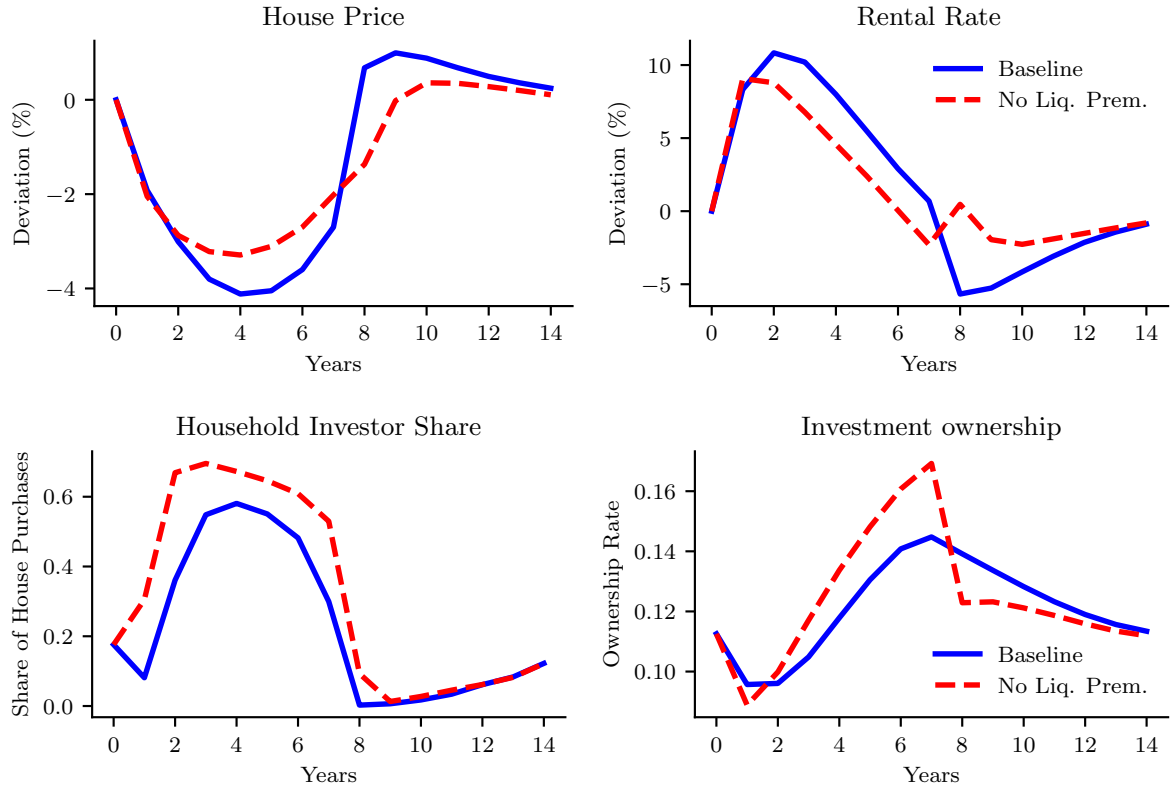 House Price
Deviation (%)
0
−2
−4
0 2 4 6 8 10 12 14
Years
Rental Rate
Deviation (%)
10
5
0
−5
Baseline
No Liq. Prem.
0 2 4 6 8 10 12 14
Years
Household Investor Share
Share of House Purchases
0.6
0.4
0.2
0.0
0 2 4 6 8 10 12 14
Years
Investment ownership
Ownership Rate
0.16
0.14
0.12
0.10
Baseline
No Liq. Prem.
0 2 4 6 8 10 12 14
Years